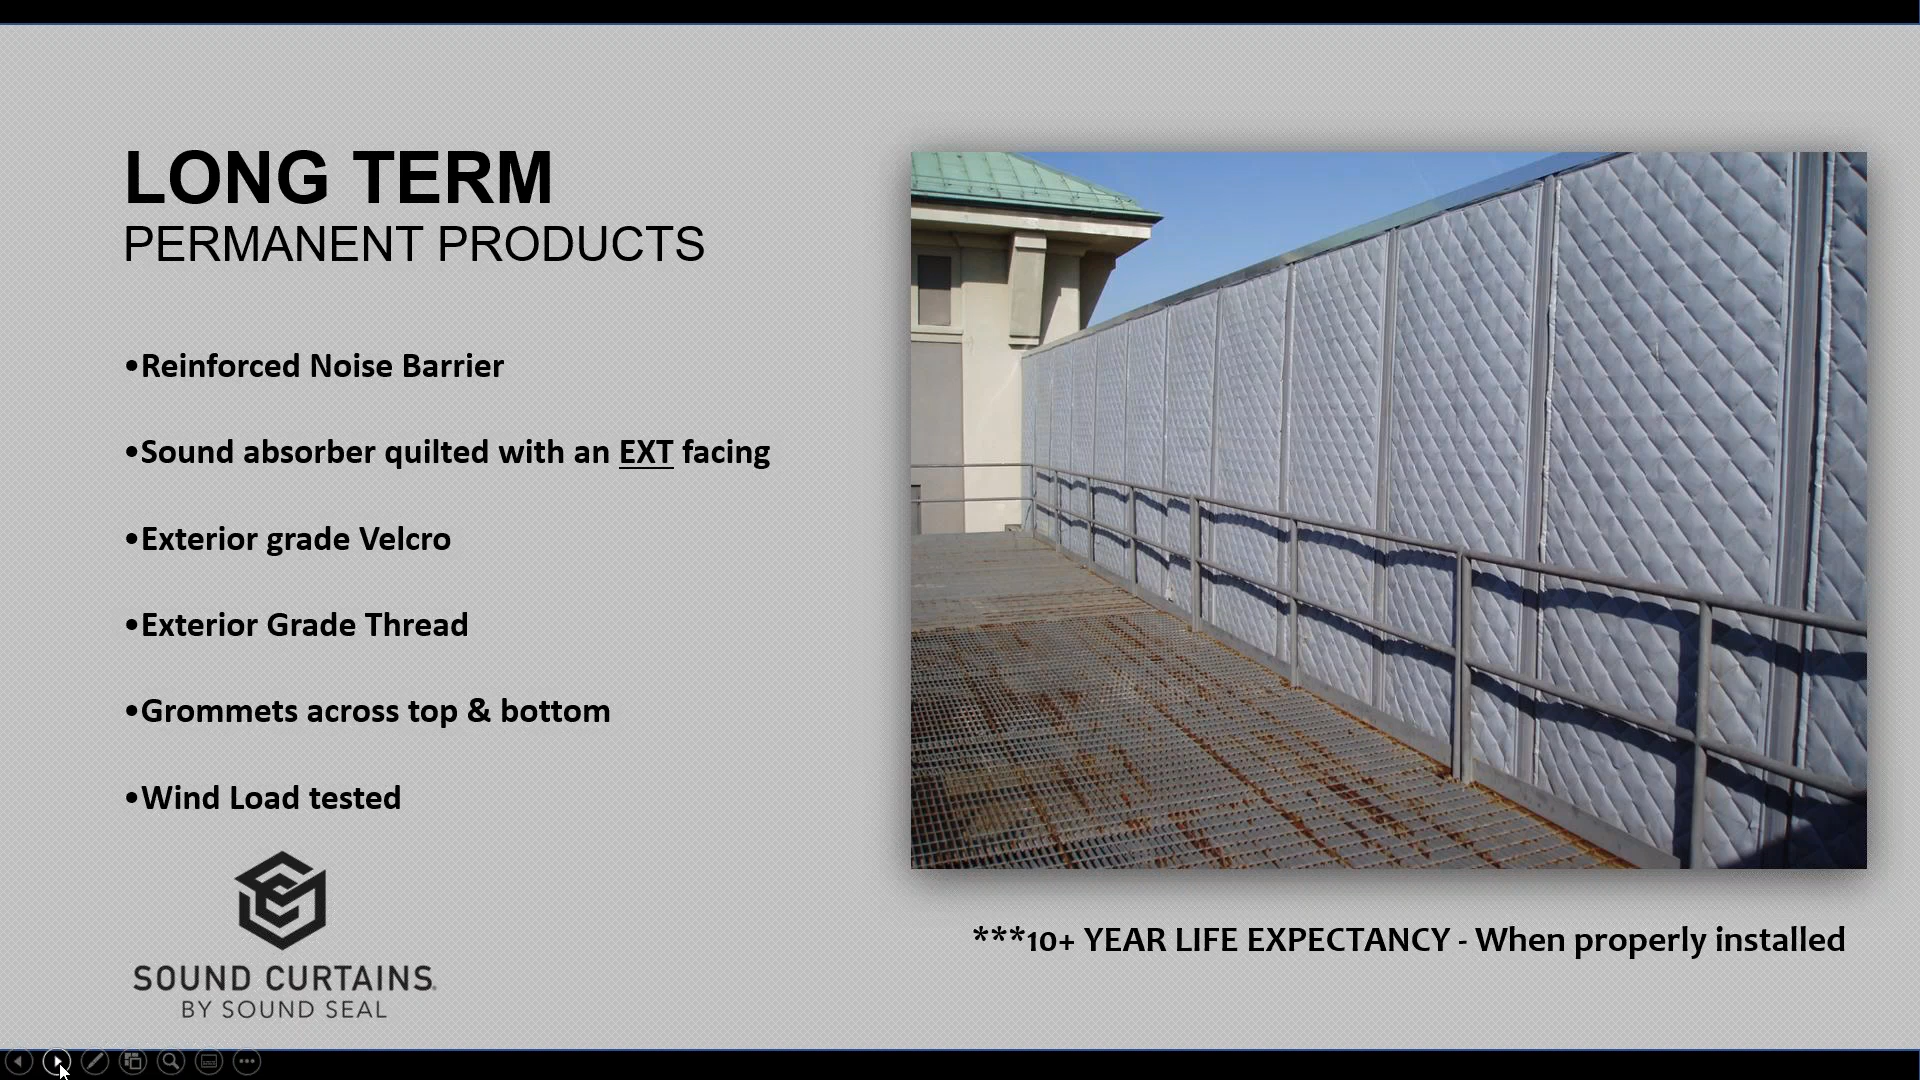 LONG TERM
PERMANENT PRODUCTS
•Reinforced Noise Barrier
•Sound absorber quilted with an EXT facing
•Exterior grade Velcro
•Exterior Grade Thread
•Grommets across top & bottom
•Wind Load tested
SOUND CURTAINS®
BY SOUND SEAL
***10+ YEAR LIFE EXPECTANCY - When properly installed